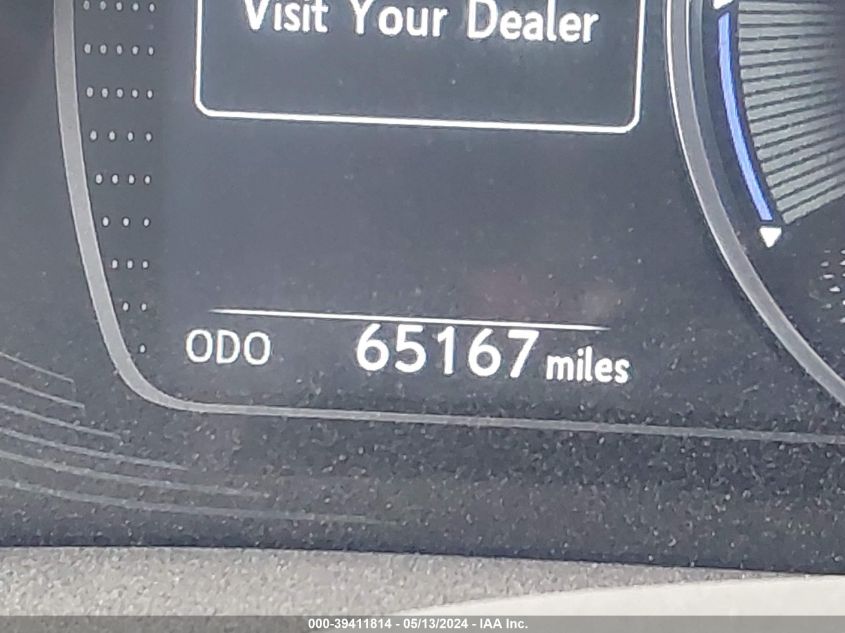 Visit Your Dealer
ODO 65167 miles
000-39411814 - 05/13/2024 - IAA Inc.